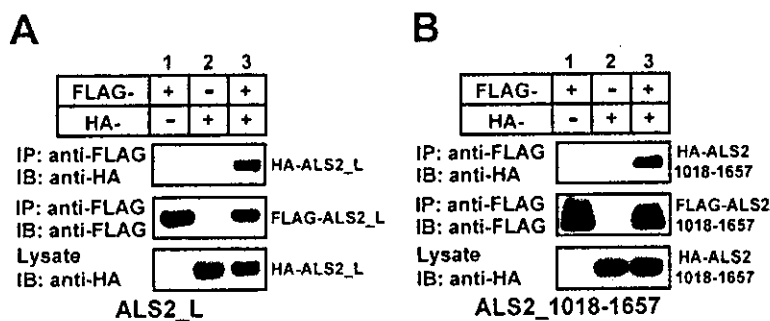 A
1 2 3
FLAG- + - +
HA- - + +
IP: anti-FLAG
IB: anti-HA
HA-ALS2_L
IP: anti-FLAG
IB: anti-FLAG
FLAG-ALS2_L
Lysate
IB: anti-HA
HA-ALS2_L
ALS2_L
B
1 2 3
FLAG- + - +
HA- - + +
IP: anti-FLAG
IB: anti-HA
HA-ALS2
1018-1657
IP: anti-FLAG
IB: anti-FLAG
FLAG-ALS2
1018-1657
Lysate
IB: anti-HA
HA-ALS2
1018-1657
ALS2_1018-1657